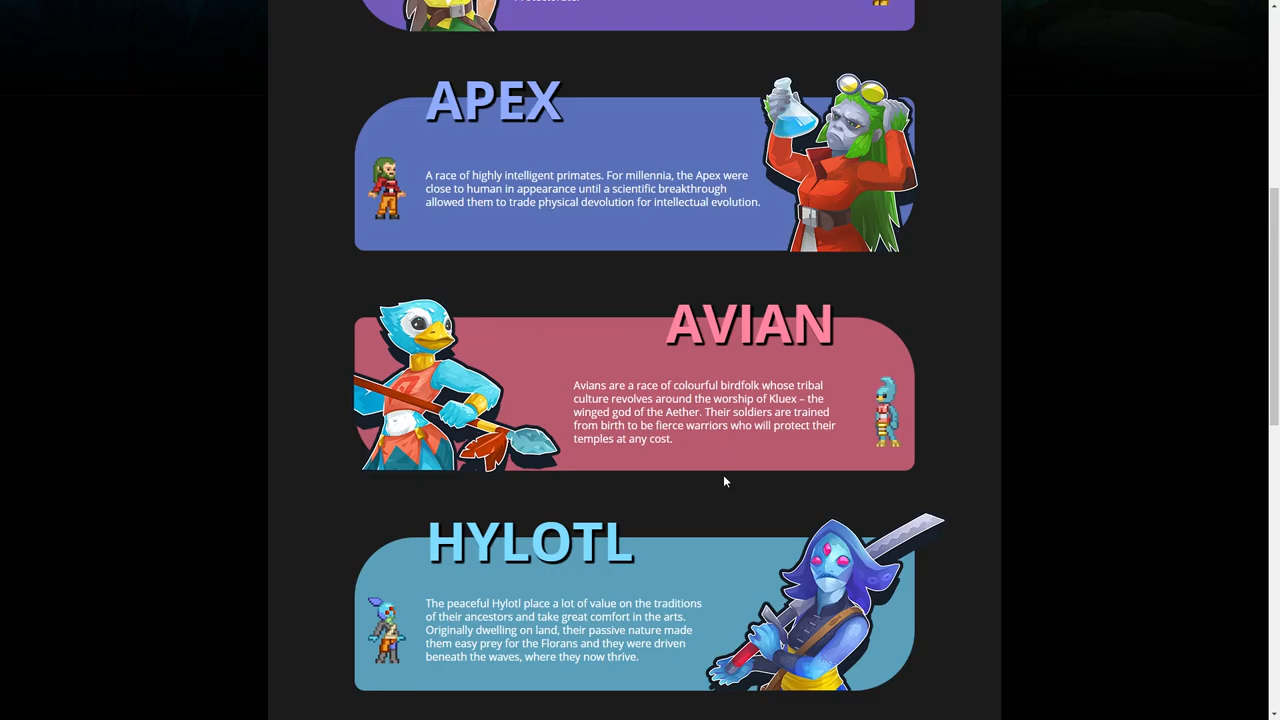 APEX
A race of highly intelligent primates. For millennia, the Apex were
close to human in appearance until a scientific breakthrough
allowed them to trade physical devolution for intellectual evolution.
AVIAN
Avians are a race of colourful birdfolk whose tribal
culture revolves around the worship of Kluex – the
winged god of the Aether. Their soldiers are trained
from birth to be fierce warriors who will protect their
temples at any cost.
HYLOTL
The peaceful Hylotl place a lot of value on the traditions
of their ancestors and take great comfort in the arts.
Originally dwelling on land, their passive nature made
them easy prey for the Florans and they were driven
beneath the waves, where they now thrive.